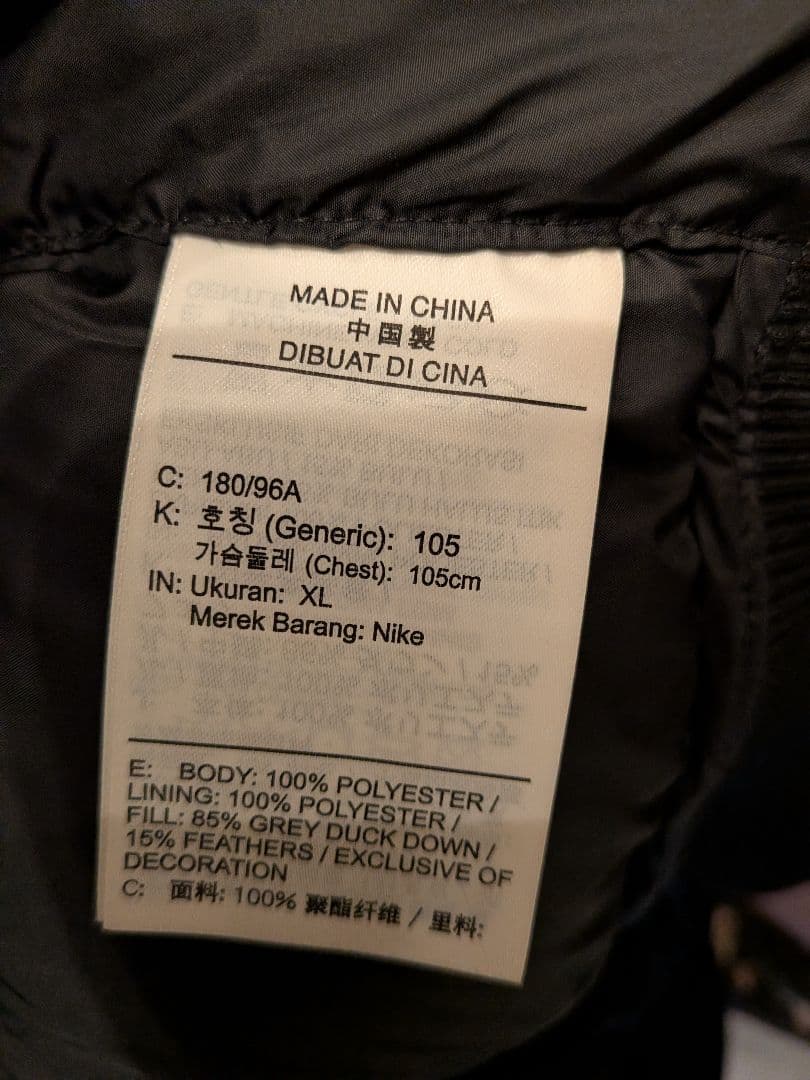 MADE IN CHINA
中国製
DIBUAT DI CINA
C: 180/96A
K: 호칭 (Generic): 105
가슴둘레 (Chest): 105cm
IN: Ukuran: XL
Merek Barang: Nike
E: BODY: 100% POLYESTER /
LINING: 100% POLYESTER /
FILL: 85% GREY DUCK DOWN /
15% FEATHERS / EXCLUSIVE OF
DECORATION
C: 面料: 100% 聚酯纤维 / 里料: